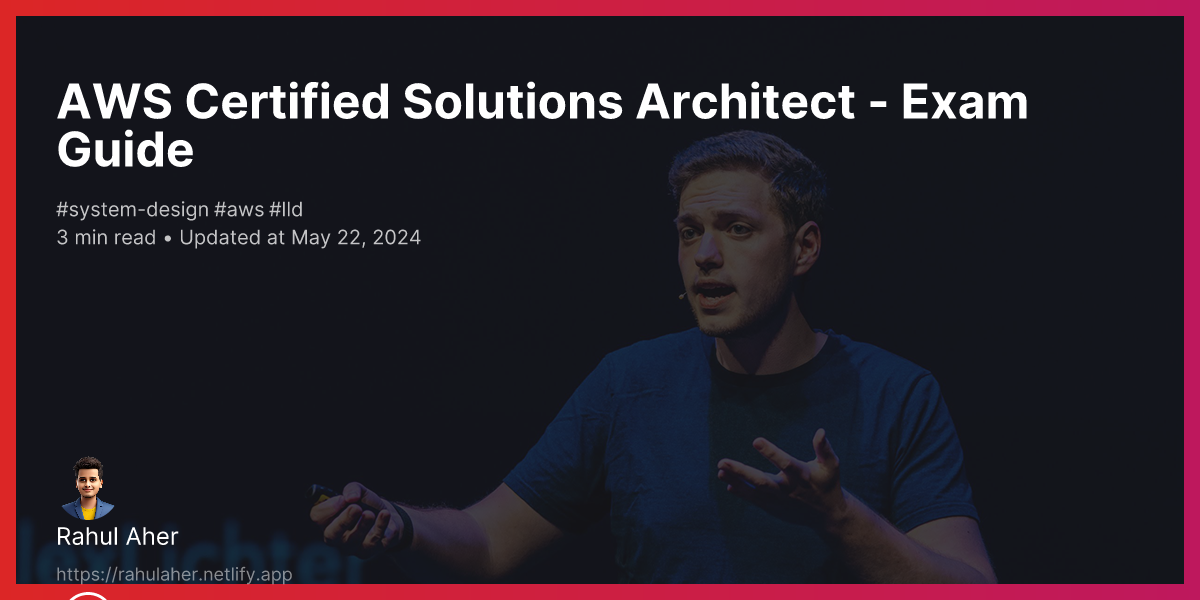 AWS Certified Solutions Architect - Exam
Guide
#system-design #aws #lld
3 min read • Updated at May 22, 2024
Rahul Aher
https://rahulaher.netlify.app